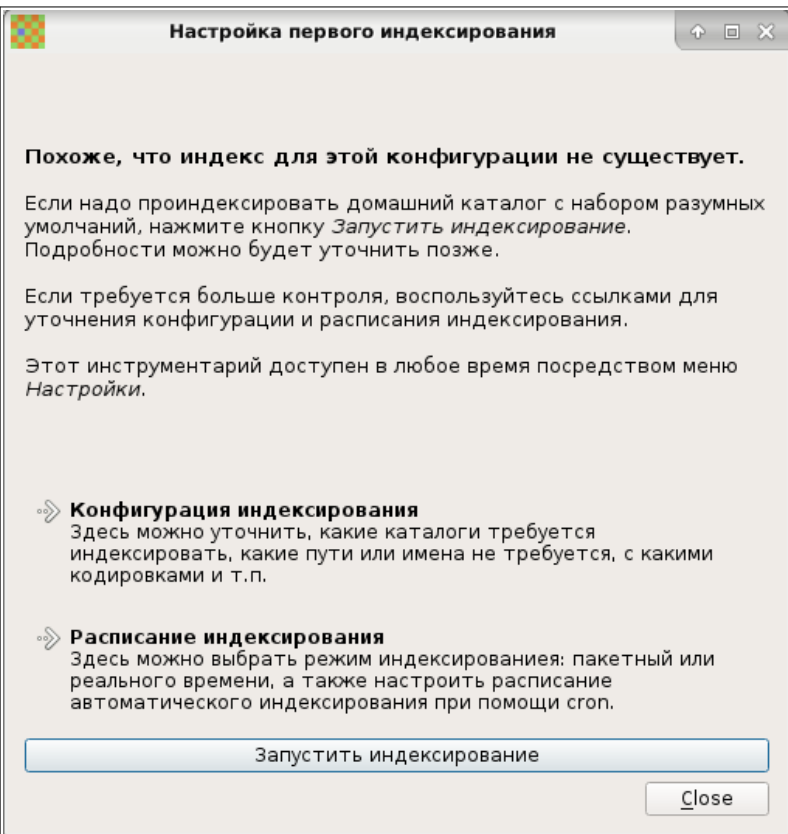 Настройка первого индексирования
Похоже, что индекс для этой конфигурации не существует.
Если надо проиндексировать домашний каталог с набором разумных
умолчаний, нажмите кнопку Запустить индексирование.
Подробности можно будет уточнить позже.
Если требуется больше контроля, воспользуйтесь ссылками для
уточнения конфигурации и расписания индексирования.
Этот инструментарий доступен в любое время посредством меню
Настройки.
Конфигурация индексирования
Здесь можно уточнить, какие каталоги требуется
индексировать, какие пути или имена не требуется, с какими
кодировками и т.п.
Расписание индексирования
Здесь можно выбрать режим индексированиея: пакетный или
реального времени, а также настроить расписание
автоматического индексирования при помощи cron.
Запустить индексирование
Close